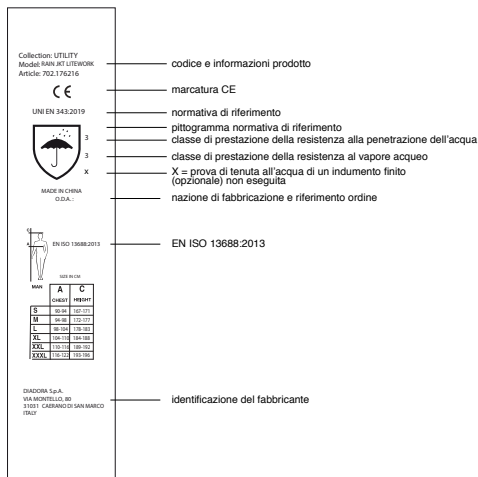 Collection: UTILITY
Model: RAIN JKT LITEWORK
Article: 702.176216
codice e informazioni prodotto
CE
marcatura CE
UNI EN 343:2019
normativa di riferimento
pittogramma normativa di riferimento
3
classe di prestazione della resistenza alla penetrazione dell'acqua
3
classe di prestazione della resistenza al vapore acqueo
X
X = prova di tenuta all'acqua di un indumento finito
(opzionale) non eseguita
MADE IN CHINA
O.D.A. :
nazione di fabbricazione e riferimento ordine
C
A
EN ISO 13688:2013
EN ISO 13688:2013
SIZE IN CM
MAN
A C
CHEST HEIGHT
S 90-94 167-171
M 94-98 172-177
L 98-104 178-183
XL 104-110 184-188
XXL 110-116 189-192
XXXL 116-122 193-196
DIADORA S.p.A.
VIA MONTELLO, 80
31031 CAERANO DI SAN MARCO
ITALY
identificazione del fabbricante